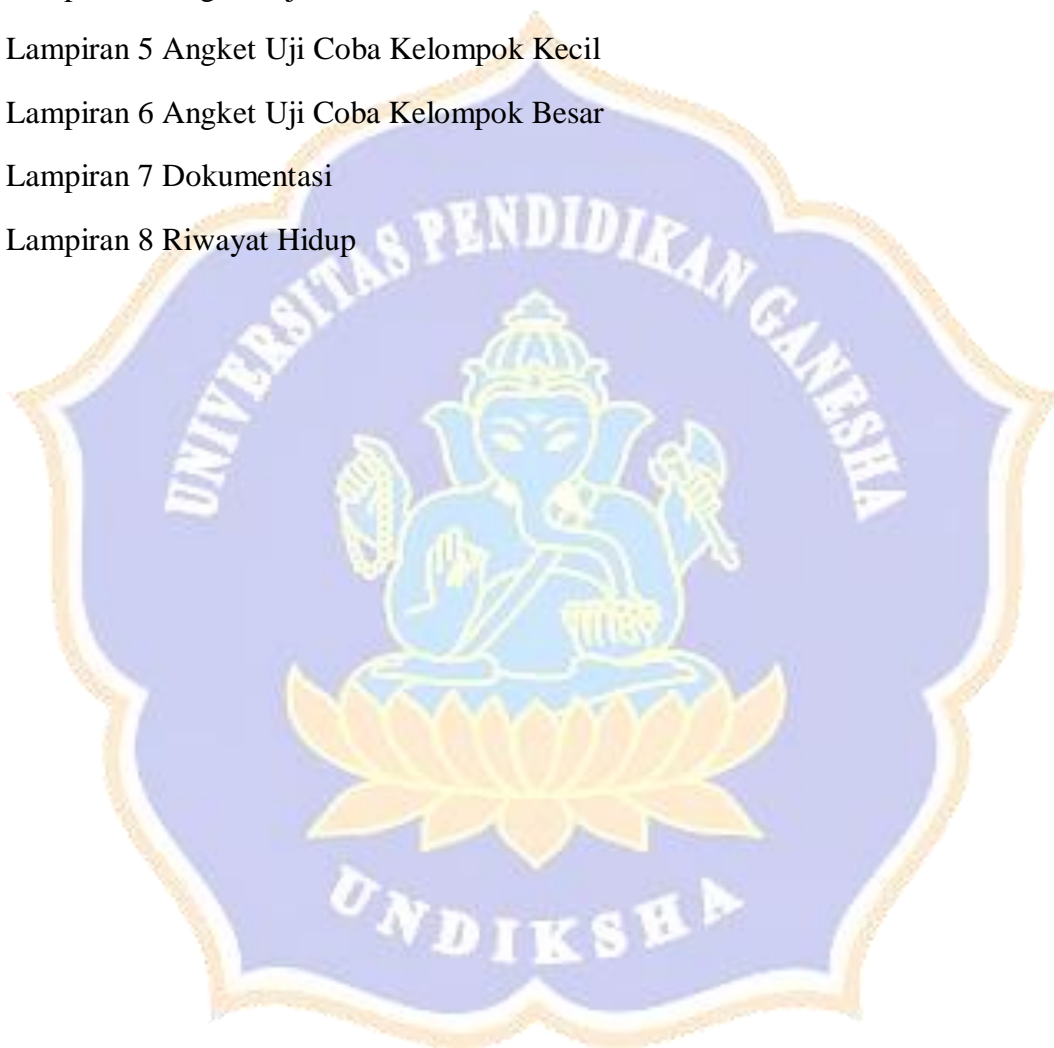 Lampiran 5 Angket Uji Coba Kelompok Kecil
Lampiran 6 Angket Uji Coba Kelompok Besar
Lampiran 7 Dokumentasi
Lampiran 8 Riwayat Hidup
UNIVERSITAS PENDIDIKAN GANESHA
UNDIKSHA